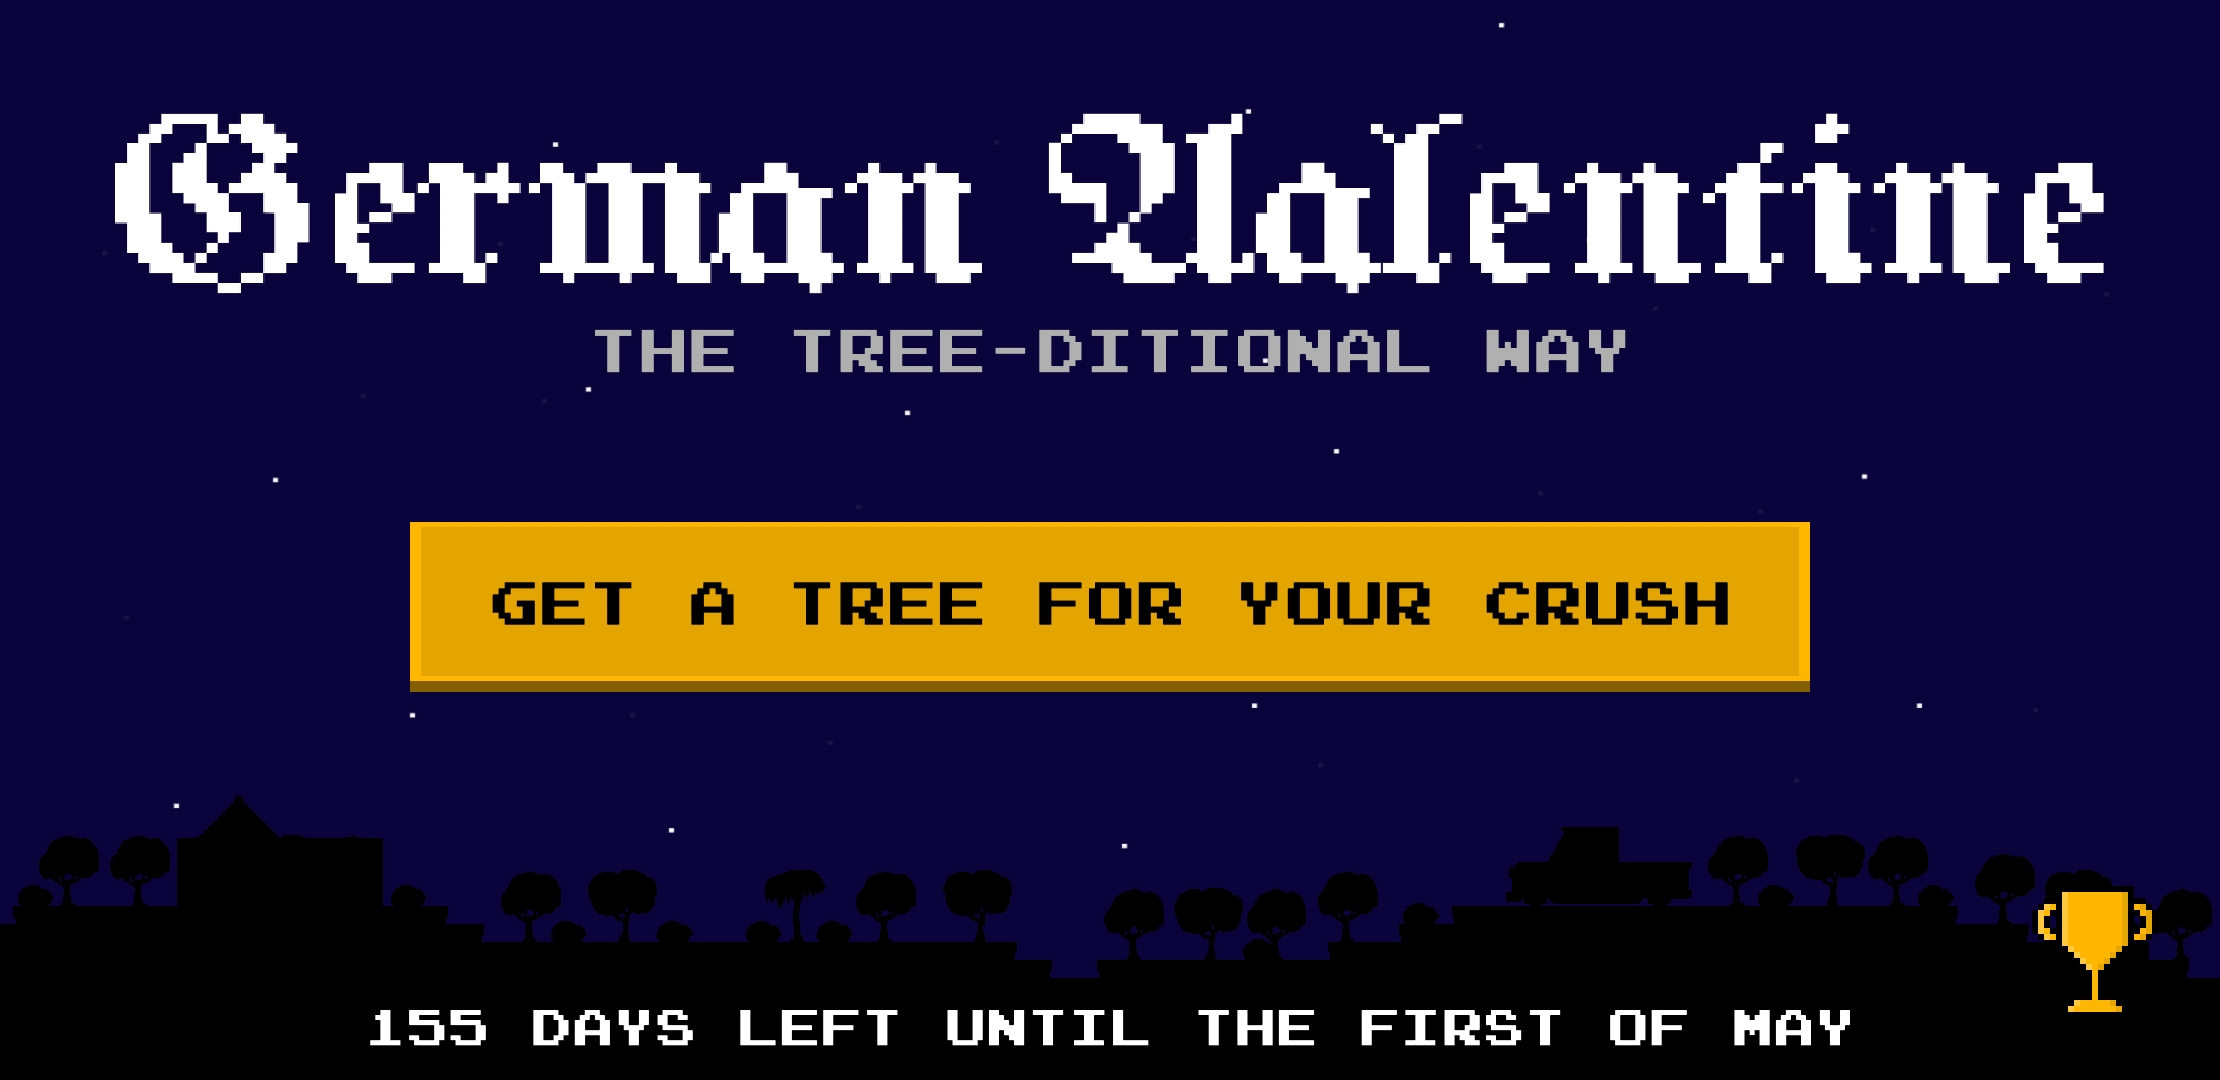 German Valentine
THE TREE-DITIONAL WAY
GET A TREE FOR YOUR CRUSH
155 DAYS LEFT UNTIL THE FIRST OF MAY